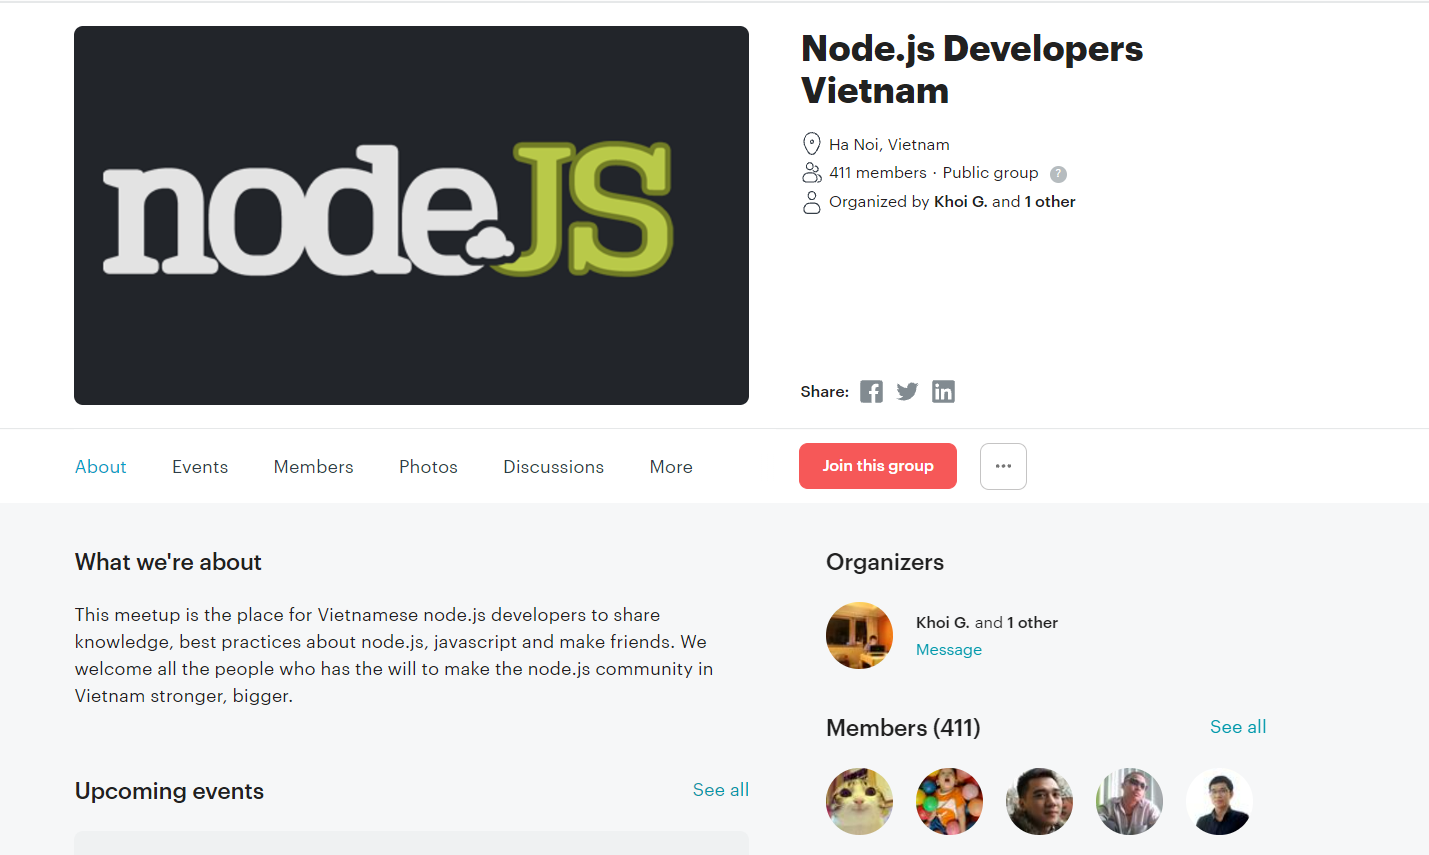 nodeJS
Node.js Developers
Vietnam
Ha Noi, Vietnam
411 members · Public group ?
Organized by Khoi G. and 1 other
Share:
About Events Members Photos Discussions More
Join this group
What we're about
This meetup is the place for Vietnamese node.js developers to share
knowledge, best practices about node.js, javascript and make friends. We
welcome all the people who has the will to make the node.js community in
Vietnam stronger, bigger.
Upcoming events
See all
Organizers
Khoi G. and 1 other
Message
Members (411)
See all